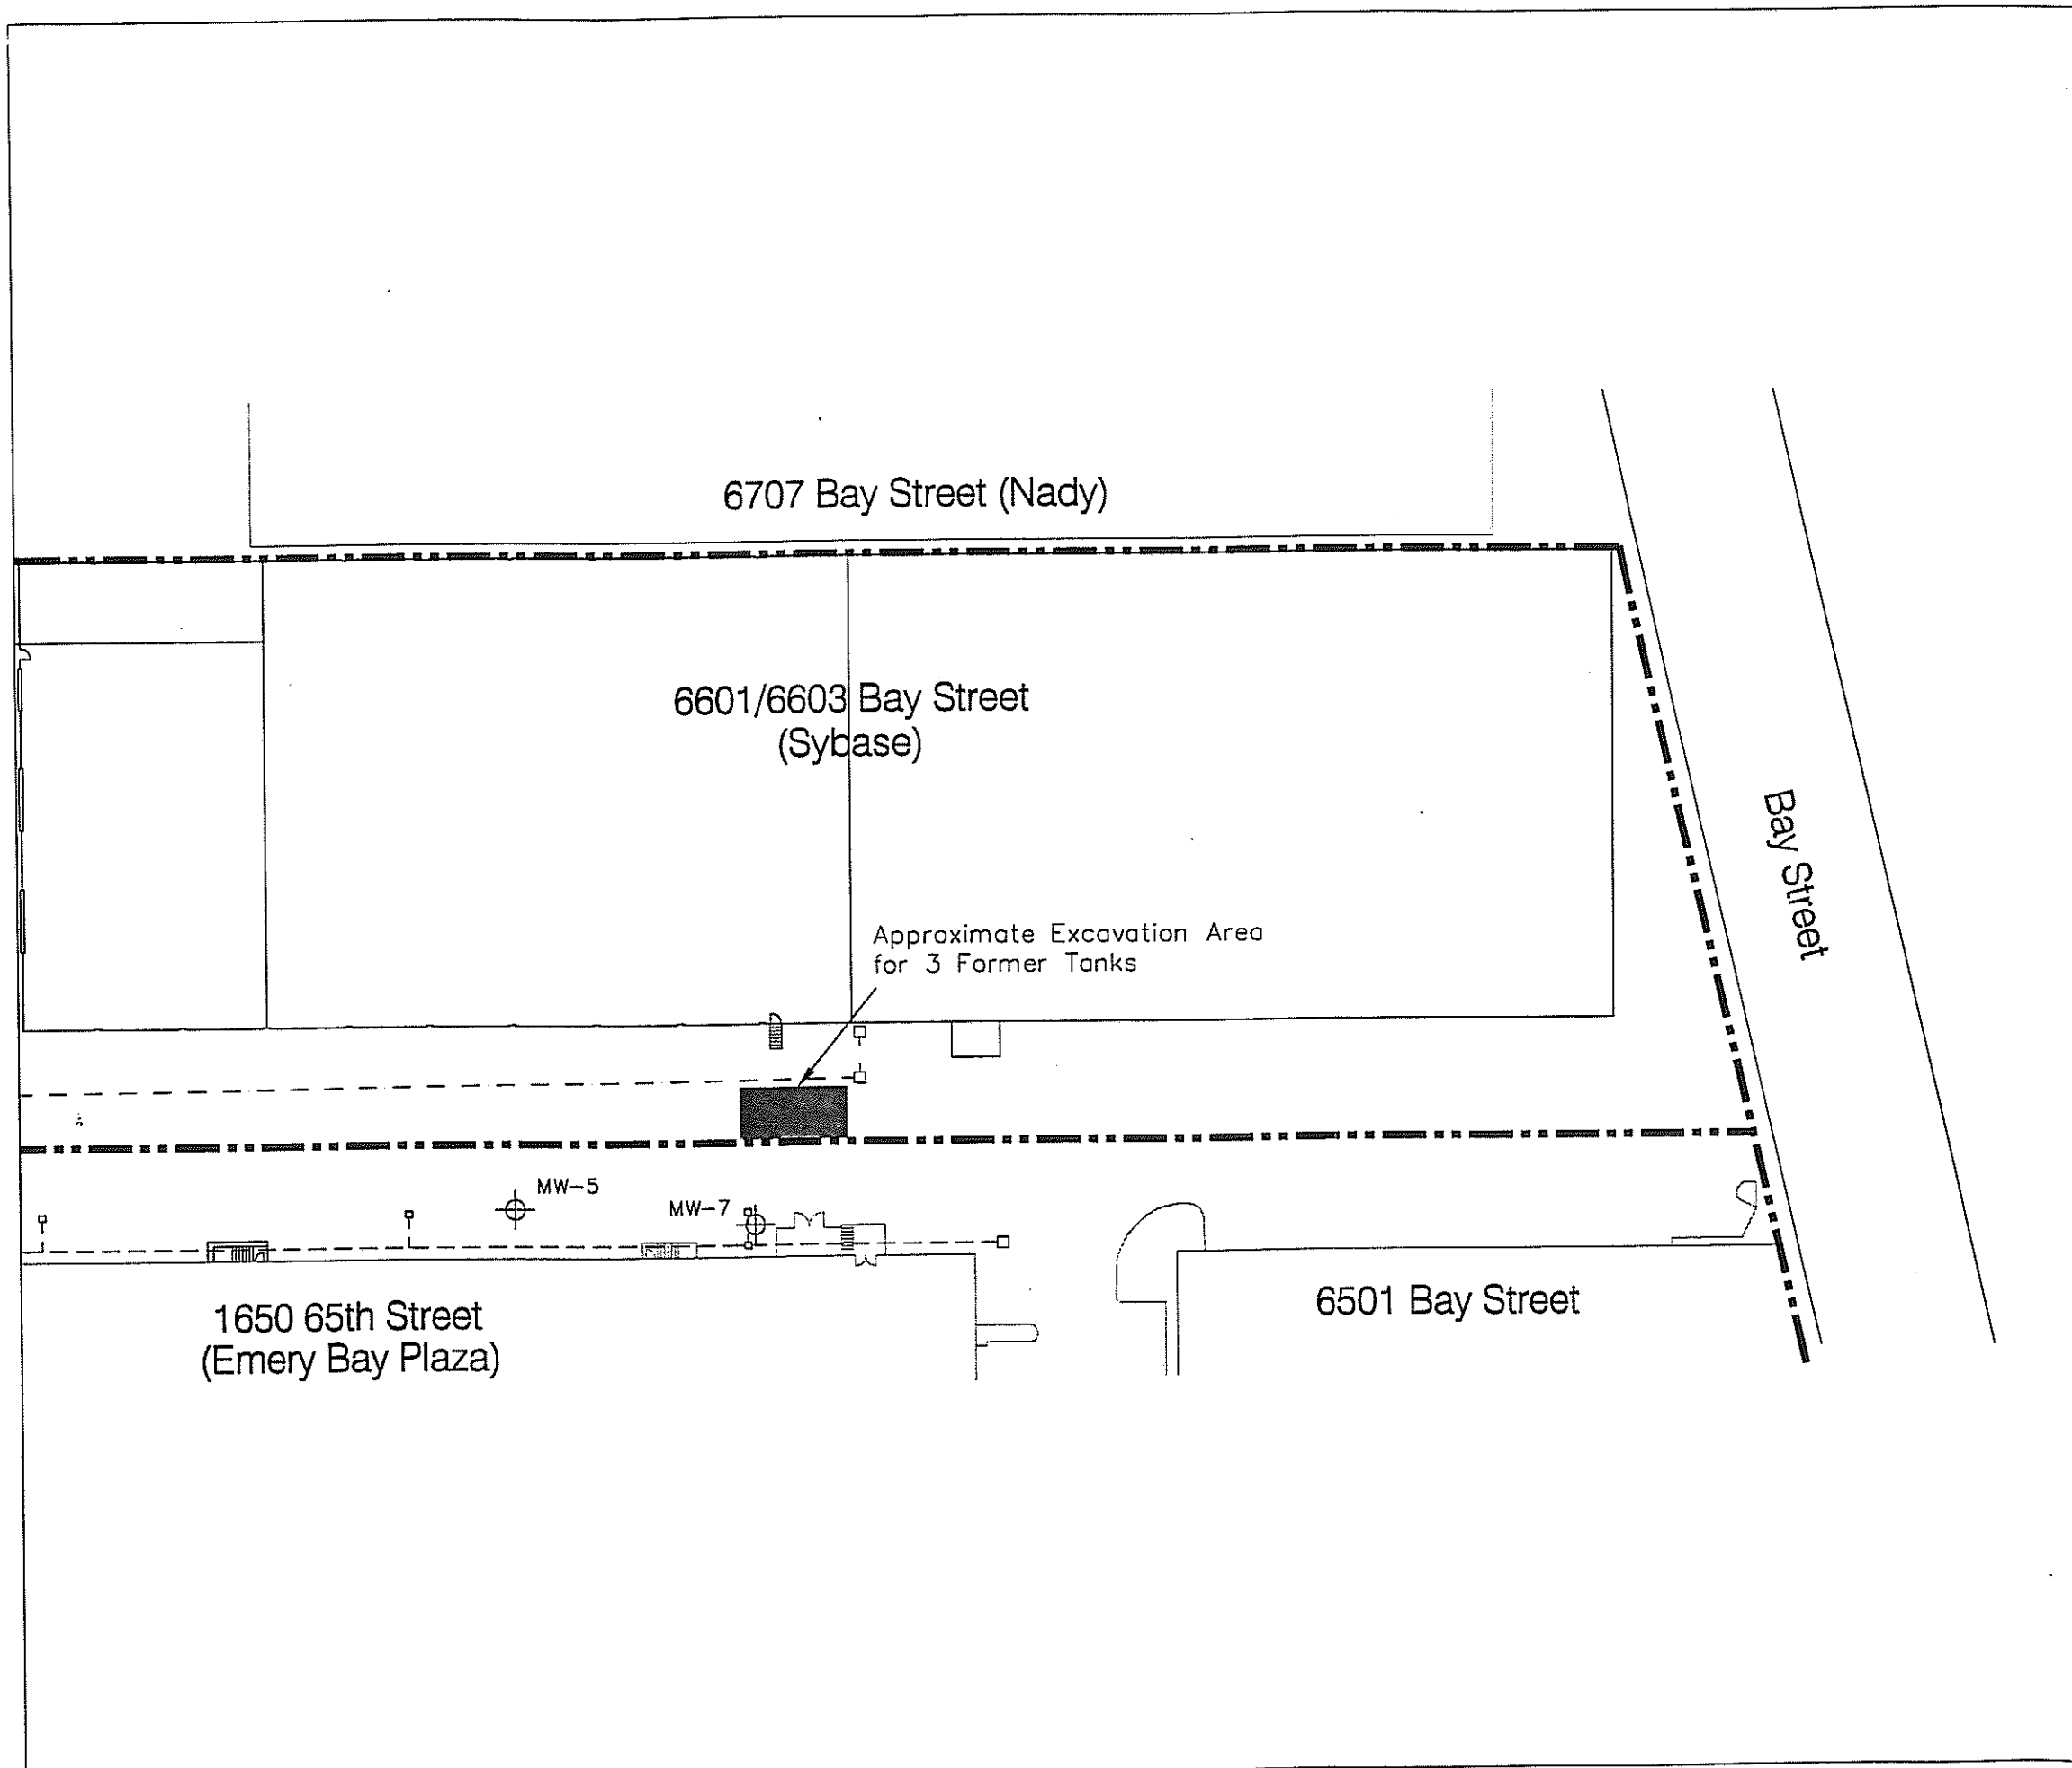 6707 Bay Street (Nady)
6601/6603 Bay Street
(Sybase)
Bay Street
Approximate Excavation Area
for 3 Former Tanks
MW-5
MW-7
1650 65th Street
(Emery Bay Plaza)
6501 Bay Street